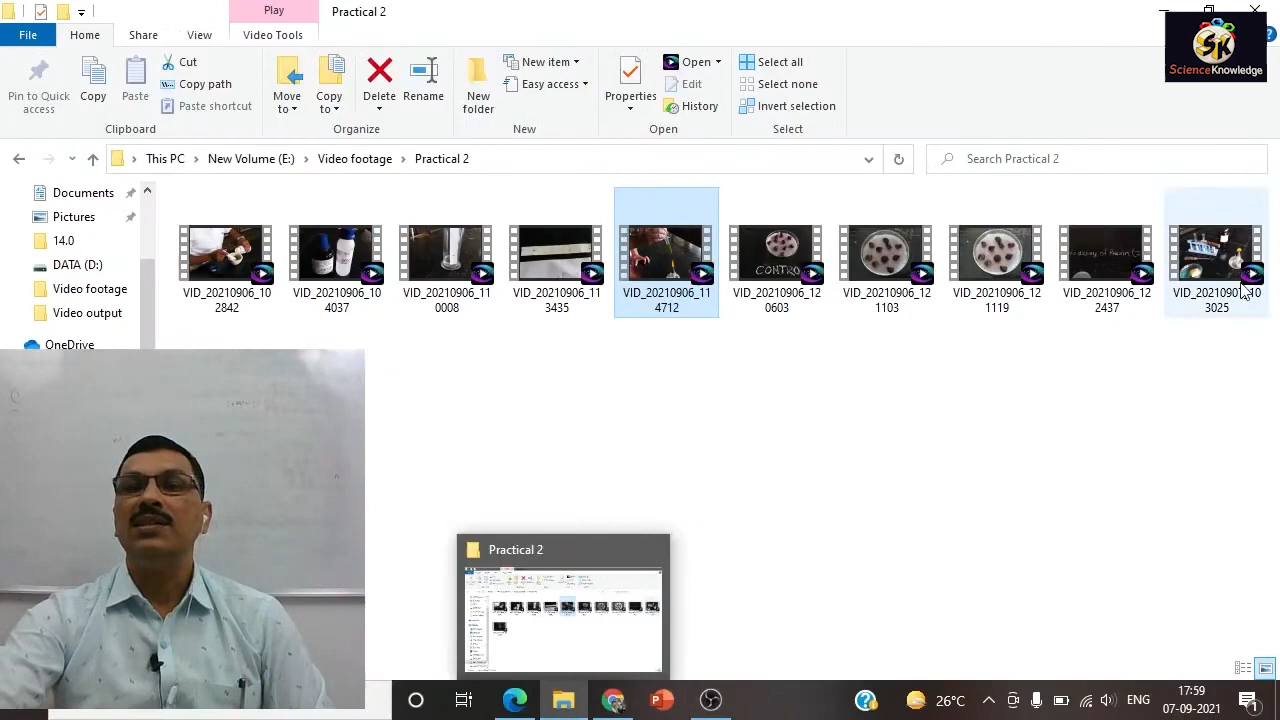 Play
Practical 2
File
Home
Share
View
Video Tools
SK
ScienceKnowledge
Pin to Quick
access
Copy
Paste
Cut
Copy path
Paste shortcut
Clipboard
Move
to
Copy
to
Delete
Rename
Organize
New
folder
New item
Easy access
New
Properties
Open
Edit
History
Open
Select all
Select none
Invert selection
Select
This PC
New Volume (E:)
Video footage
Practical 2
Search Practical 2
Documents
Pictures
14.0
DATA (D:)
Video footage
Video output
OneDrive
VID_20210906_10
2842
VID_20210906_10
4037
VID_20210906_11
0008
VID_20210906_11
3435
VID_20210906_11
4712
CONTRO
VID_20210906_12
0603
VID_20210906_12
1103
VID_20210906_12
1119
VID_20210906_12
2437
3025
Practical 2
26°C
ENG
17:59
07-09-2021
1